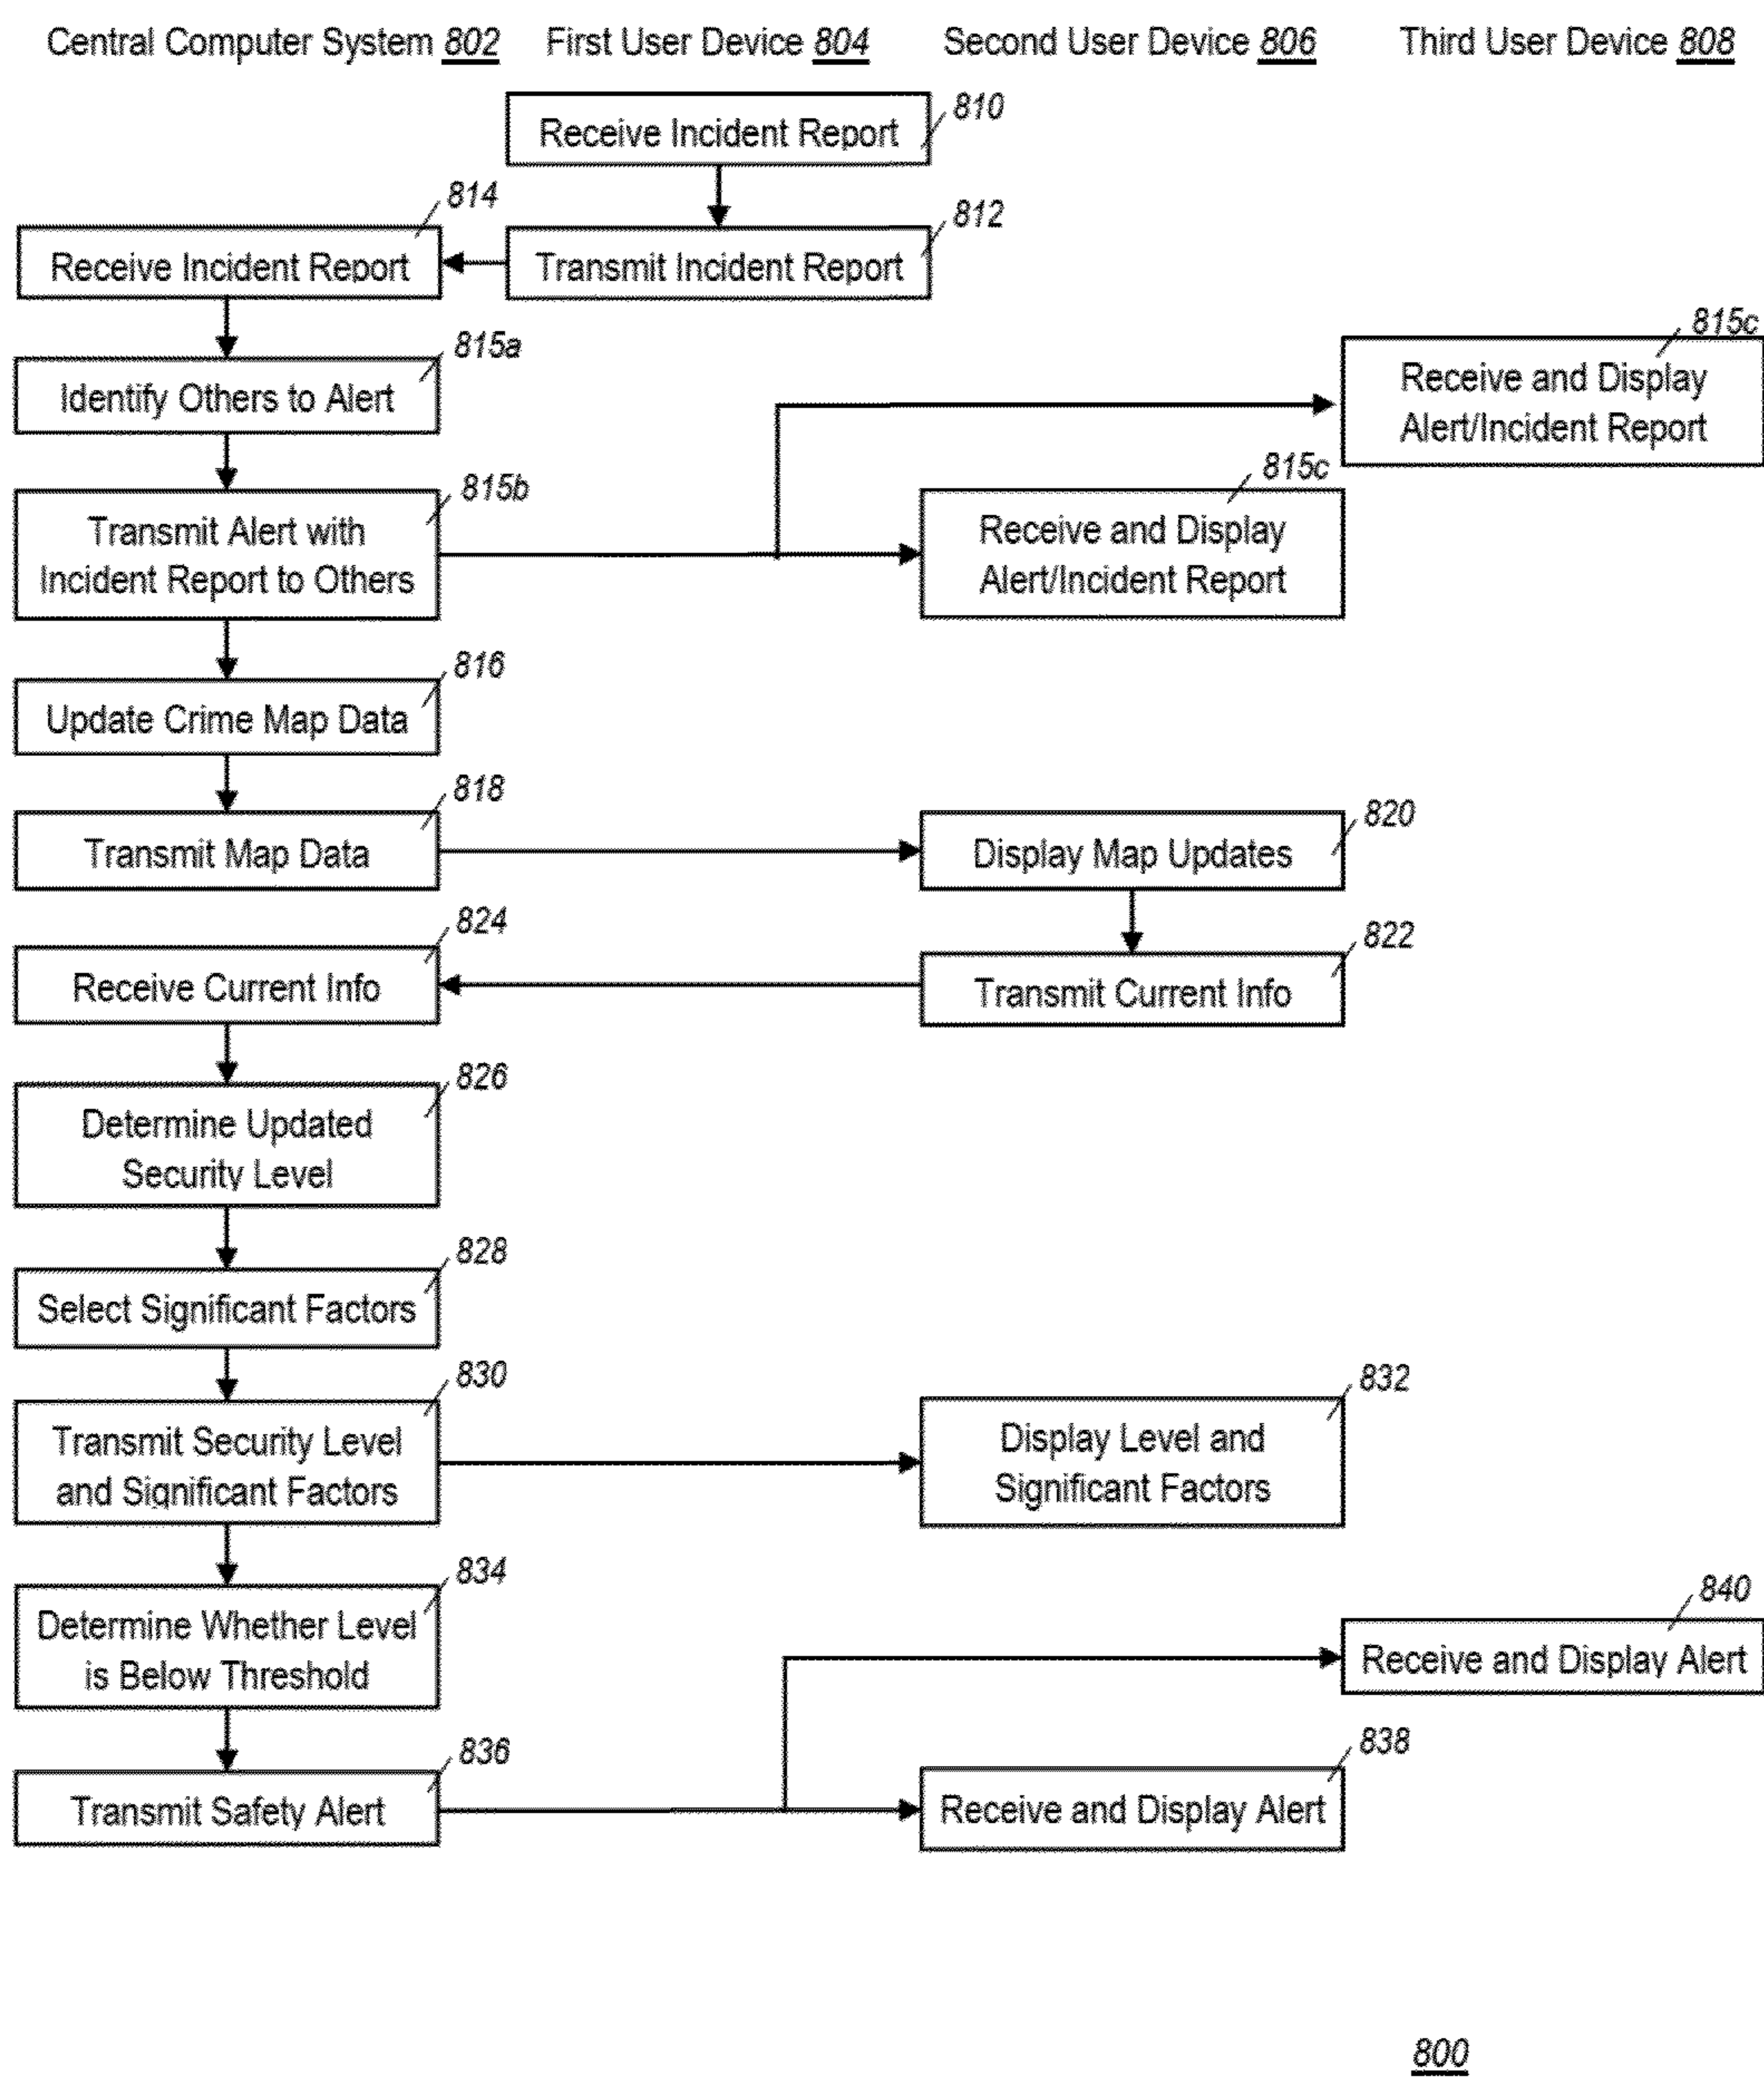 Central Computer System 802 First User Device 804 Second User Device 806 Third User Device 808
810
Receive Incident Report
814
812
Receive Incident Report
Transmit Incident Report
815a
Identify Others to Alert
815c
Receive and Display
Alert/Incident Report
815b
Transmit Alert with
Incident Report to Others
815c
Receive and Display
Alert/Incident Report
816
Update Crime Map Data
818
Transmit Map Data
820
Display Map Updates
824
Receive Current Info
822
Transmit Current Info
826
Determine Updated
Security Level
828
Select Significant Factors
830
Transmit Security Level
and Significant Factors
832
Display Level and
Significant Factors
834
Determine Whether Level
is Below Threshold
840
Receive and Display Alert
836
Transmit Safety Alert
838
Receive and Display Alert
800